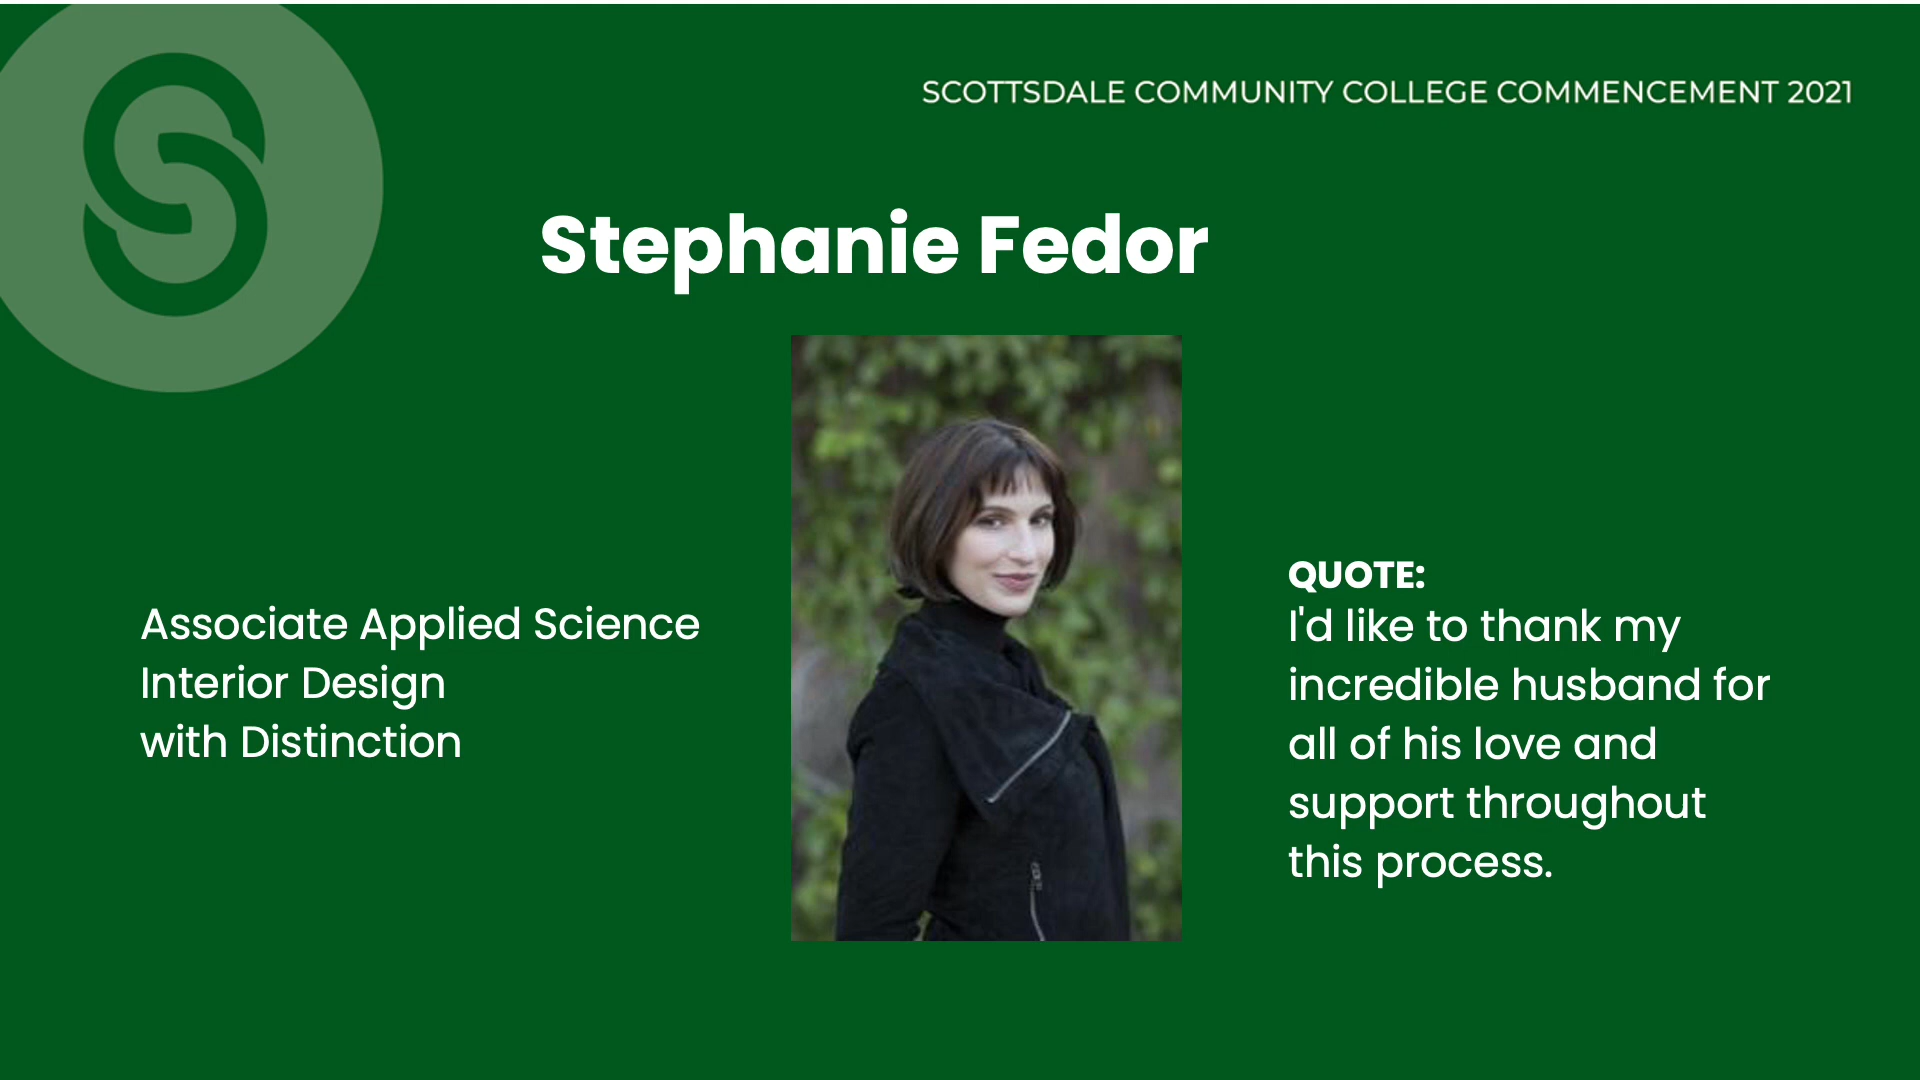 SCOTTSDALE COMMUNITY COLLEGE COMMENCEMENT 2021
Stephanie Fedor
Associate Applied Science
Interior Design
with Distinction
QUOTE:
I'd like to thank my
incredible husband for
all of his love and
support throughout
this process.